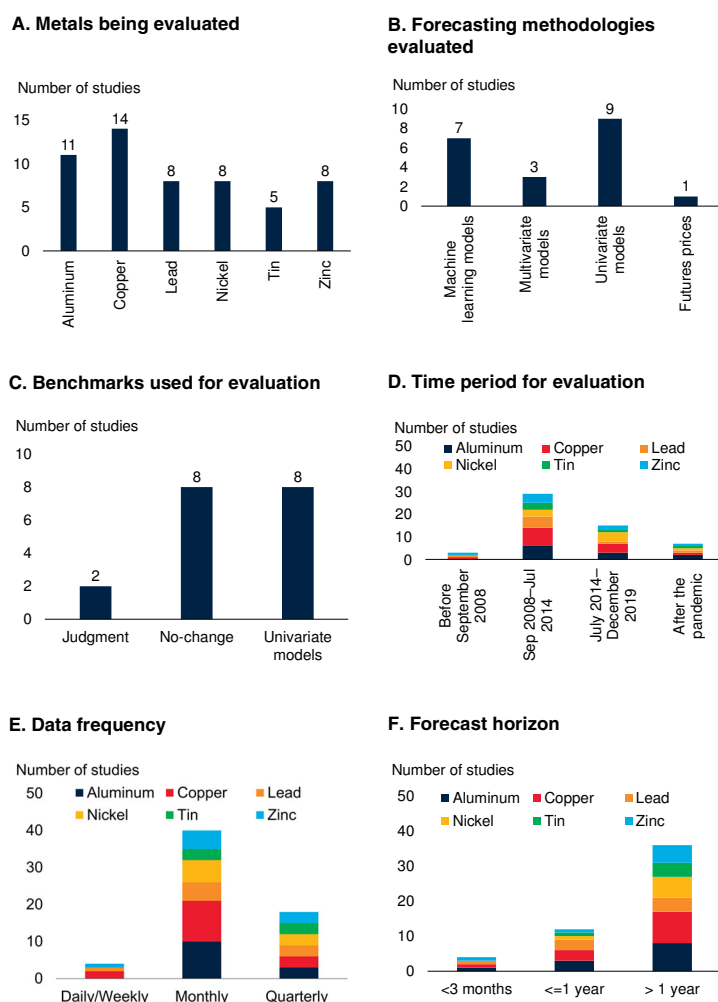 A. Metals being evaluated
Number of studies
15
10
5
0
11
14
8
8
5
8
Aluminum
Copper
Lead
Nickel
Tin
Zinc
B. Forecasting methodologies
evaluated
Number of studies
10
8
6
4
2
0
7
3
9
1
Machine
learning models
Multivariate
models
Univariate
models
Futures prices
C. Benchmarks used for evaluation
Number of studies
10
8
6
4
2
0
2
8
8
Judgment
No-change
Univariate
models
D. Time period for evaluation
Number of studies
50
40
30
20
10
0
Aluminum
Copper
Lead
Nickel
Tin
Zinc
Before
September
2008
Sep 2008–Jul
2014
July 2014–
December
2019
After the
pandemic
E. Data frequency
Number of studies
50
40
30
20
10
0
Aluminum
Copper
Lead
Nickel
Tin
Zinc
Daily/Weekly
Monthly
Quarterly
F. Forecast horizon
Number of studies
50
40
30
20
10
0
Aluminum
Copper
Lead
Nickel
Tin
Zinc
<3 months
<=1 year
> 1 year